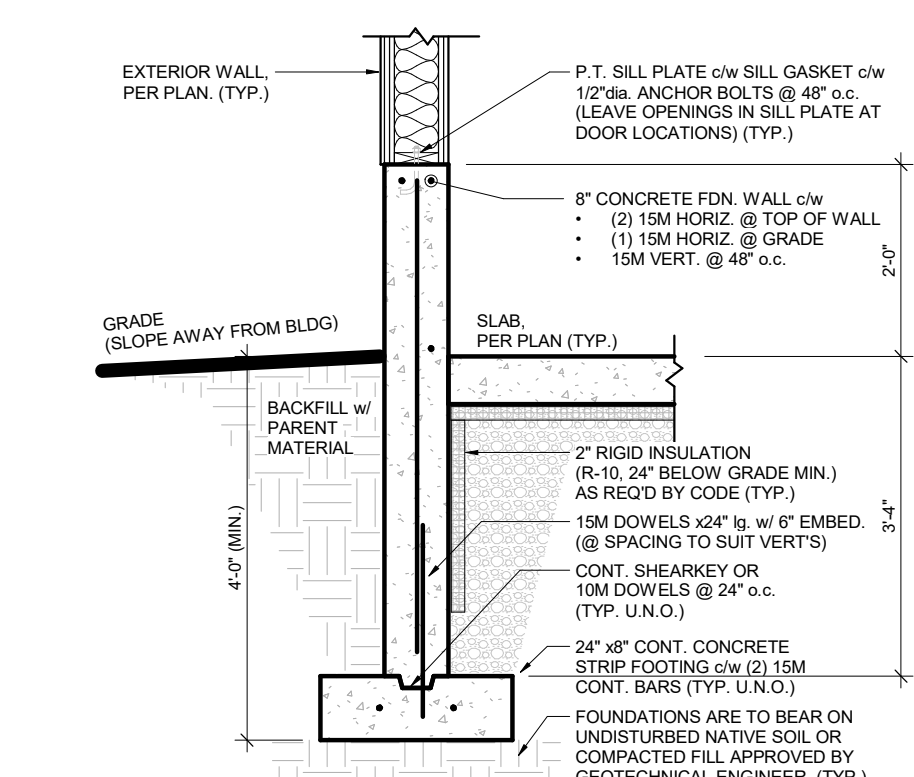 EXTERIOR WALL,
PER PLAN. (TYP.)
P.T. SILL PLATE c/w SILL GASKET c/w
1/2"dia. ANCHOR BOLTS @ 48" o.c.
(LEAVE OPENINGS IN SILL PLATE AT
DOOR LOCATIONS) (TYP.)
8" CONCRETE FDN. WALL c/w
• (2) 15M HORIZ. @ TOP OF WALL
• (1) 15M HORIZ. @ GRADE
• 15M VERT. @ 48" o.c.
2'-0"
GRADE
(SLOPE AWAY FROM BLDG)
SLAB,
PER PLAN (TYP.)
BACKFILL w/
PARENT
MATERIAL
4'-0" (MIN.)
2" RIGID INSULATION
(R-10, 24" BELOW GRADE MIN.)
AS REQ'D BY CODE (TYP.)
15M DOWELS x24" lg. w/ 6" EMBED.
(@ SPACING TO SUIT VERT'S)
3'-4"
CONT. SHEARKEY OR
10M DOWELS @ 24" o.c.
(TYP. U.N.O.)
24" x8" CONT. CONCRETE
STRIP FOOTING c/w (2) 15M
CONT. BARS (TYP. U.N.O.)
FOUNDATIONS ARE TO BEAR ON
UNDISTURBED NATIVE SOIL OR
COMPACTED FILL APPROVED BY
GEOTECHNICAL ENGINEER. (TYP.)